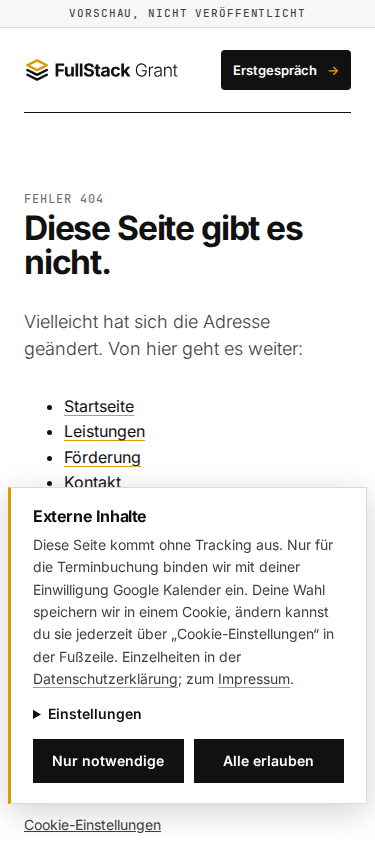 VORSCHAU, NICHT VERÖFFENTLICHT
FullStack Grant
Erstgespräch →
FEHLER 404
Diese Seite gibt es
nicht.
Vielleicht hat sich die Adresse
geändert. Von hier geht es weiter:
Startseite
Leistungen
Förderung
Kontakt
Externe Inhalte
Diese Seite kommt ohne Tracking aus. Nur für
die Terminbuchung binden wir mit deiner
Einwilligung Google Kalender ein. Deine Wahl
speichern wir in einem Cookie, ändern kannst
du sie jederzeit über „Cookie-Einstellungen“ in
der Fußzeile. Einzelheiten in der
Datenschutzerklärung; zum Impressum.
Einstellungen
Nur notwendige
Alle erlauben
Cookie-Einstellungen